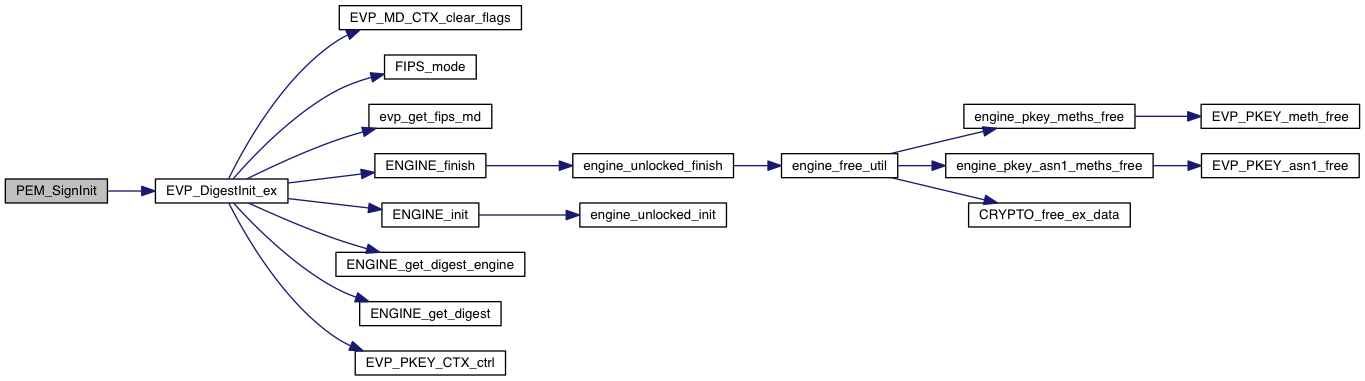 PEM_SignInit
EVP_DigestInit_ex
EVP_MD_CTX_clear_flags
FIPS_mode
evp_get_fips_md
ENGINE_finish
ENGINE_init
ENGINE_get_digest_engine
ENGINE_get_digest
EVP_PKEY_CTX_ctrl
engine_unlocked_finish
engine_unlocked_init
engine_free_util
engine_pkey_meths_free
engine_pkey_asn1_meths_free
CRYPTO_free_ex_data
EVP_PKEY_meth_free
EVP_PKEY_asn1_free